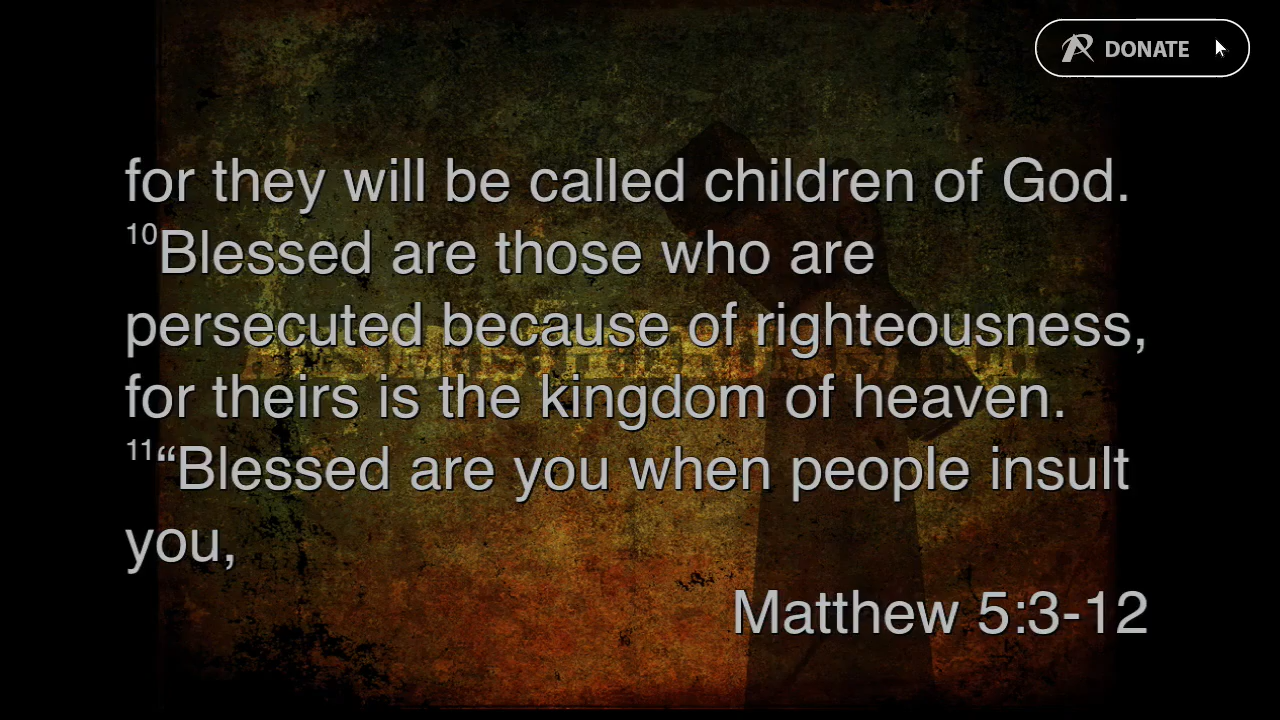 DONATE
for they will be called children of God.
10Blessed are those who are
persecuted because of righteousness,
for theirs is the kingdom of heaven.
11“Blessed are you when people insult
you,
Matthew 5:3-12